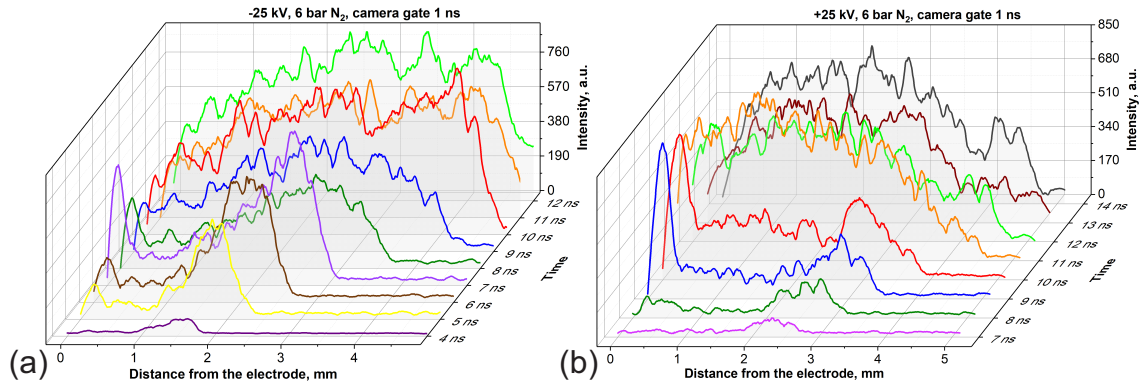 -25 kV, 6 bar N₂, camera gate 1 ns
760
570
380
190
0
Intensity, a.u.
12 ns
11 ns
10 ns
9 ns
8 ns
7 ns
6 ns
5 ns
4 ns
Time
0 1 2 3 4
Distance from the electrode, mm
(a)
+25 kV, 6 bar N₂, camera gate 1 ns
850
680
510
340
170
0
Intensity, a.u.
14 ns
13 ns
12 ns
11 ns
10 ns
9 ns
8 ns
7 ns
Time
0 1 2 3 4 5
Distance from the electrode, mm
(b)